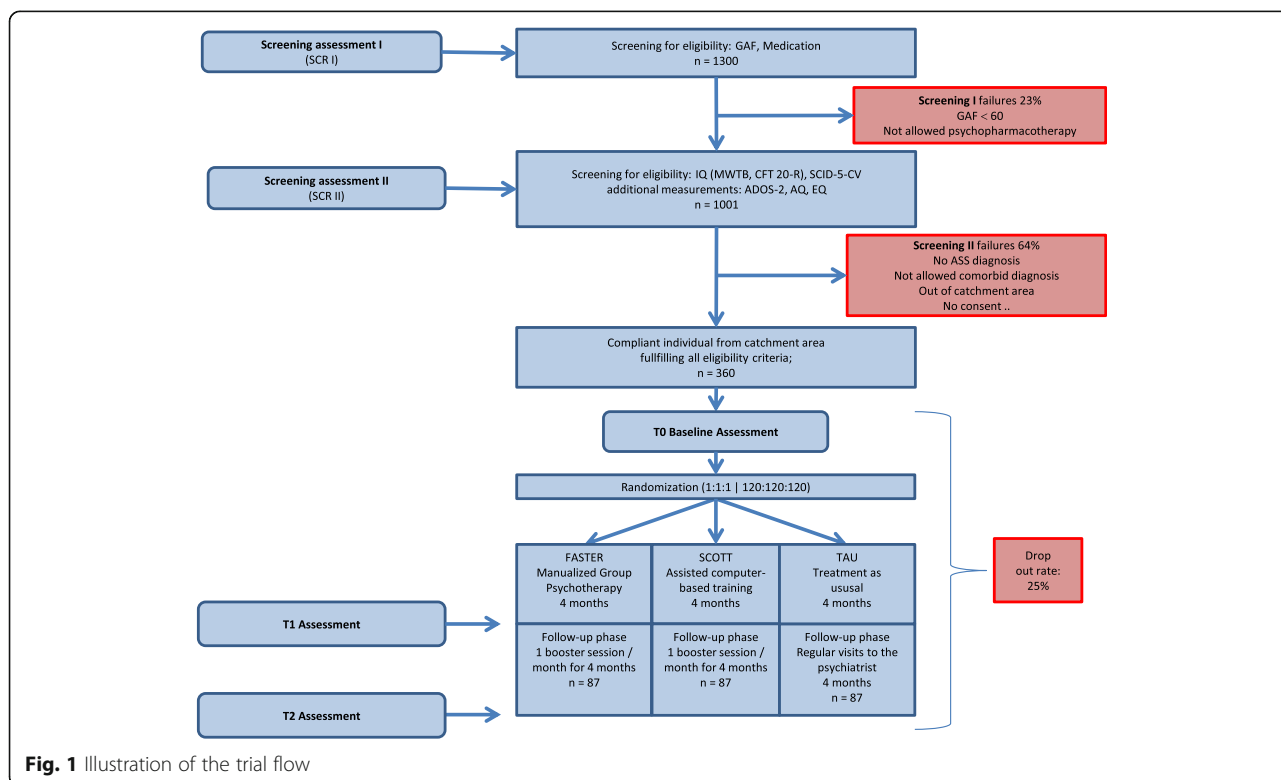 Screening assessment I
(SCR I)
Screening for eligibility: GAF, Medication
n = 1300
Screening I failures 23%
GAF < 60
Not allowed psychopharmacotherapy
Screening assessment II
(SCR II)
Screening for eligibility: IQ (MWTB, CFT 20-R), SCID-5-CV
additional measurements: ADOS-2, AQ, EQ
n = 1001
Screening II failures 64%
No ASS diagnosis
Not allowed comorbid diagnosis
Out of catchment area
No consent ..
Compliant individual from catchment area
fullfilling all eligibility criteria;
n = 360
T0 Baseline Assessment
Randomization (1:1:1 | 120:120:120)
FASTER
Manualized Group
Psychotherapy
4 months
SCOTT
Assisted computer-
based training
4 months
TAU
Treatment as
ususal
4 months
Drop
out rate:
25%
T1 Assessment
Follow-up phase
1 booster session /
month for 4 months
n = 87
Follow-up phase
1 booster session /
month for 4 months
n = 87
Follow-up phase
Regular visits to the
psychiatrist
4 months
n = 87
T2 Assessment
Fig. 1 Illustration of the trial flow